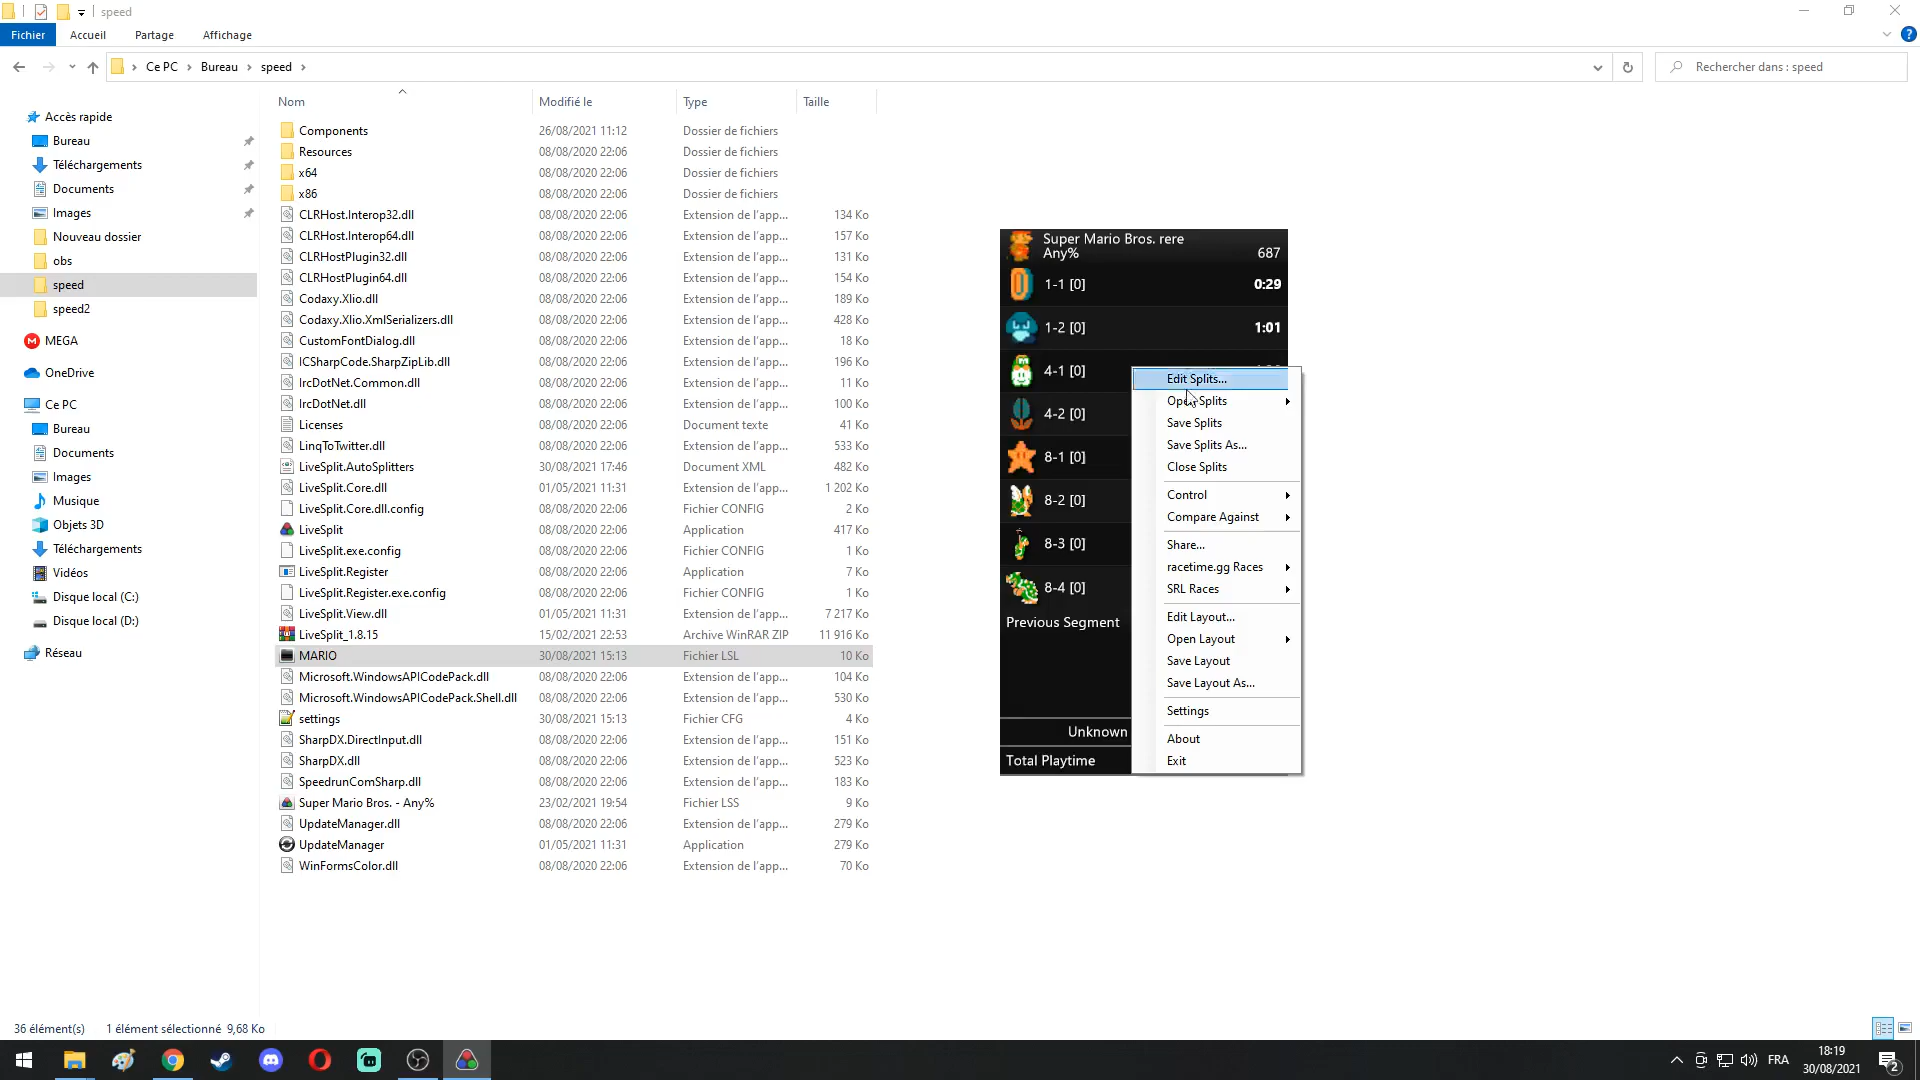 speed
Fichier
Accueil
Partage
Affichage
Ce PC
Bureau
speed
Rechercher dans : speed
Nom
Modifié le
Type
Taille
Accès rapide
Bureau
Téléchargements
Documents
Images
Nouveau dossier
obs
speed
speed2
MEGA
OneDrive
Ce PC
Bureau
Documents
Images
Musique
Objets 3D
Téléchargements
Vidéos
Disque local (C:)
Disque local (D:)
Réseau
Components 26/08/2021 11:12 Dossier de fichiers
Resources 08/08/2020 22:06 Dossier de fichiers
x64 08/08/2020 22:06 Dossier de fichiers
x86 08/08/2020 22:06 Dossier de fichiers
CLRHost.Interop32.dll 08/08/2020 22:06 Extension de l'app... 134 Ko
CLRHost.Interop64.dll 08/08/2020 22:06 Extension de l'app... 157 Ko
CLRHostPlugin32.dll 08/08/2020 22:06 Extension de l'app... 131 Ko
CLRHostPlugin64.dll 08/08/2020 22:06 Extension de l'app... 154 Ko
Codaxy.Xlio.dll 08/08/2020 22:06 Extension de l'app... 189 Ko
Codaxy.Xlio.XmlSerializers.dll 08/08/2020 22:06 Extension de l'app... 428 Ko
CustomFontDialog.dll 08/08/2020 22:06 Extension de l'app... 18 Ko
ICSharpCode.SharpZipLib.dll 08/08/2020 22:06 Extension de l'app... 196 Ko
IrcDotNet.Common.dll 08/08/2020 22:06 Extension de l'app... 11 Ko
IrcDotNet.dll 08/08/2020 22:06 Extension de l'app... 100 Ko
Licenses 08/08/2020 22:06 Document texte 41 Ko
LinqToTwitter.dll 08/08/2020 22:06 Extension de l'app... 533 Ko
LiveSplit.AutoSplitters 30/08/2021 17:46 Document XML 482 Ko
LiveSplit.Core.dll 01/05/2021 11:31 Extension de l'app... 1 202 Ko
LiveSplit.Core.dll.config 08/08/2020 22:06 Fichier CONFIG 2 Ko
LiveSplit 08/08/2020 22:06 Application 417 Ko
LiveSplit.exe.config 08/08/2020 22:06 Fichier CONFIG 1 Ko
LiveSplit.Register 08/08/2020 22:06 Application 7 Ko
LiveSplit.Register.exe.config 08/08/2020 22:06 Fichier CONFIG 1 Ko
LiveSplit.View.dll 01/05/2021 11:31 Extension de l'app... 7 217 Ko
LiveSplit_1.8.15 15/02/2021 22:53 Archive WinRAR ZIP 11 916 Ko
MARIO 30/08/2021 15:13 Fichier LSL 10 Ko
Microsoft.WindowsAPICodePack.dll 08/08/2020 22:06 Extension de l'app... 104 Ko
Microsoft.WindowsAPICodePack.Shell.dll 08/08/2020 22:06 Extension de l'app... 530 Ko
settings 30/08/2021 15:13 Fichier CFG 4 Ko
SharpDX.DirectInput.dll 08/08/2020 22:06 Extension de l'app... 151 Ko
SharpDX.dll 08/08/2020 22:06 Extension de l'app... 523 Ko
SpeedrunComSharp.dll 08/08/2020 22:06 Extension de l'app... 183 Ko
Super Mario Bros. - Any% 23/02/2021 19:54 Fichier LSS 9 Ko
UpdateManager.dll 08/08/2020 22:06 Extension de l'app... 279 Ko
UpdateManager 01/05/2021 11:31 Application 279 Ko
WinFormsColor.dll 08/08/2020 22:06 Extension de l'app... 70 Ko
Super Mario Bros. rere
Any% 687
1-1 [0] 0:29
1-2 [0] 1:01
4-1 [0]
4-2 [0]
8-1 [0]
8-2 [0]
8-3 [0]
8-4 [0]
Previous Segment
Unknown
Total Playtime
Edit Splits...
Open Splits
Save Splits
Save Splits As...
Close Splits
Control
Compare Against
Share...
racetime.gg Races
SRL Races
Edit Layout...
Open Layout
Save Layout
Save Layout As...
Settings
About
Exit
36 élément(s) 1 élément sélectionné 9,68 Ko
FRA
18:19
30/08/2021
2